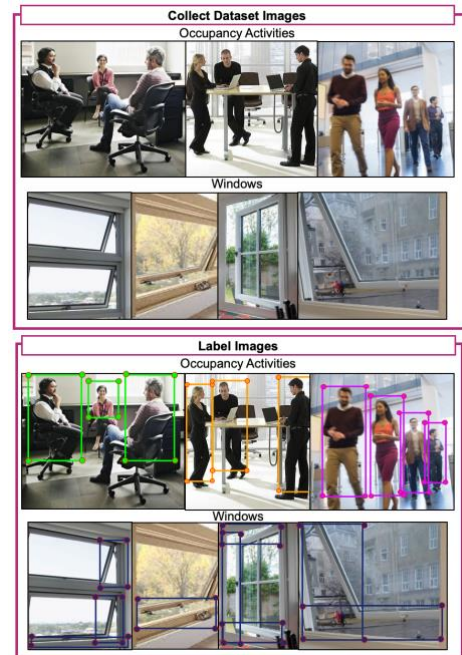 Collect Dataset Images
Occupancy Activities
Windows
Label Images
Occupancy Activities
Windows